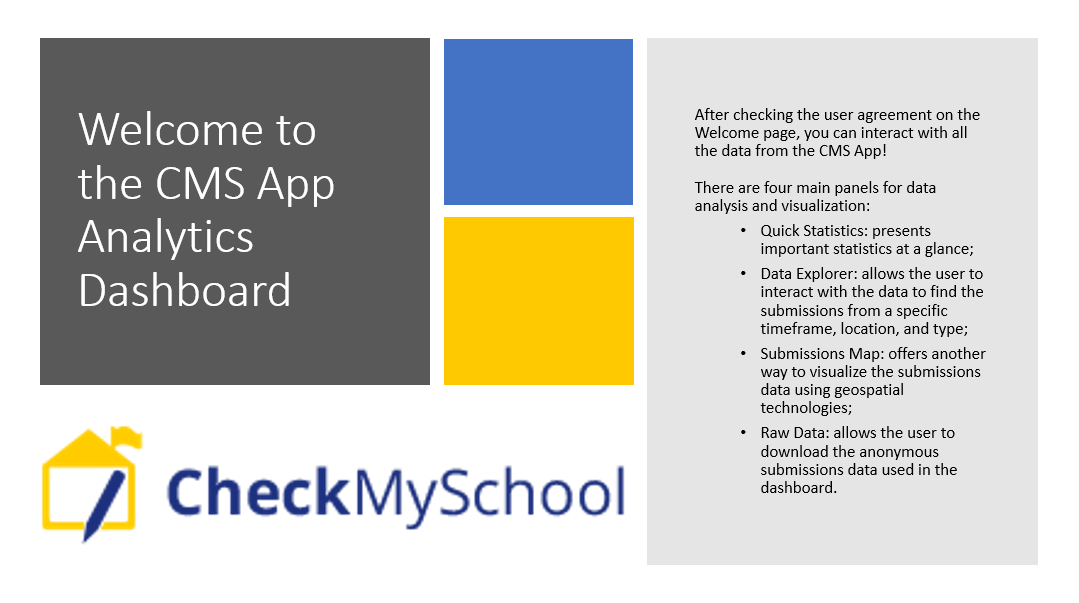 Welcome to
the CMS App
Analytics
Dashboard
After checking the user agreement on the
Welcome page, you can interact with all
the data from the CMS App!
There are four main panels for data
analysis and visualization:
• Quick Statistics: presents
important statistics at a glance;
• Data Explorer: allows the user to
interact with the data to find the
submissions from a specific
timeframe, location, and type;
• Submissions Map: offers another
way to visualize the submissions
data using geospatial
technologies;
• Raw Data: allows the user to
download the anonymous
submissions data used in the
dashboard.
CheckMySchool